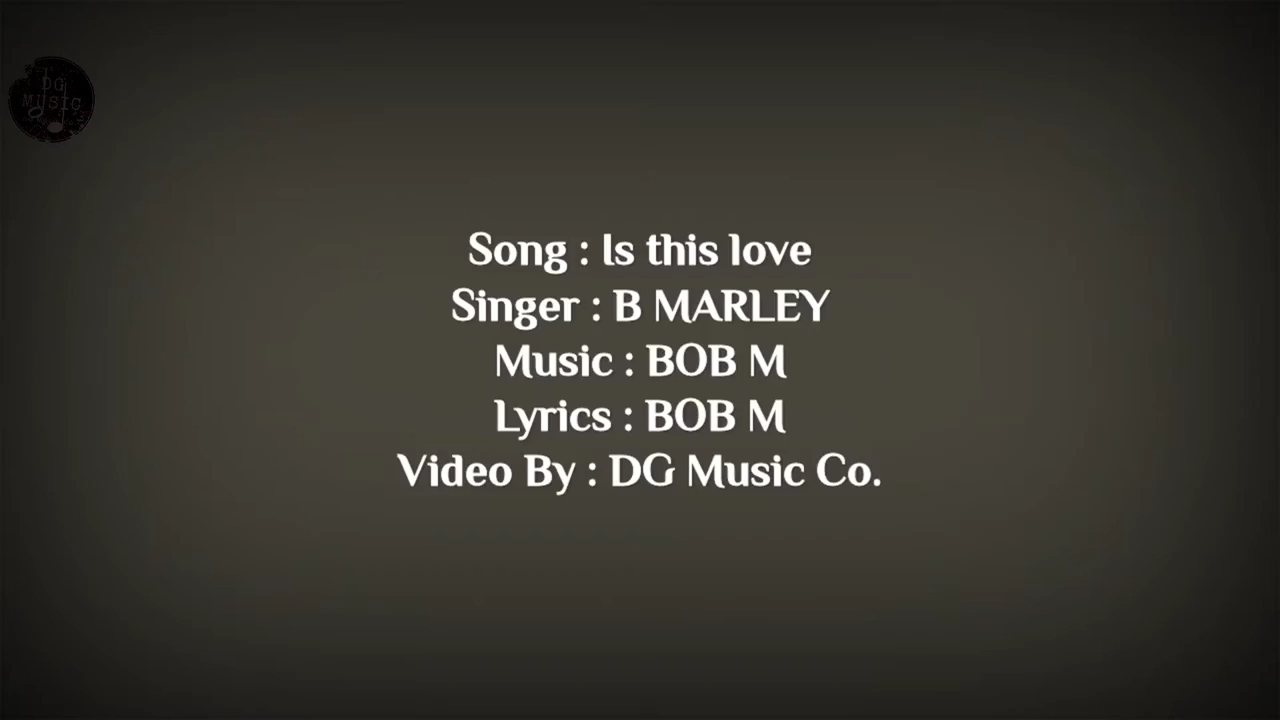 DG
MUSIC
Song : Is this love
Singer : B MARLEY
Music : BOB M
Lyrics : BOB M
Video By : DG Music Co.